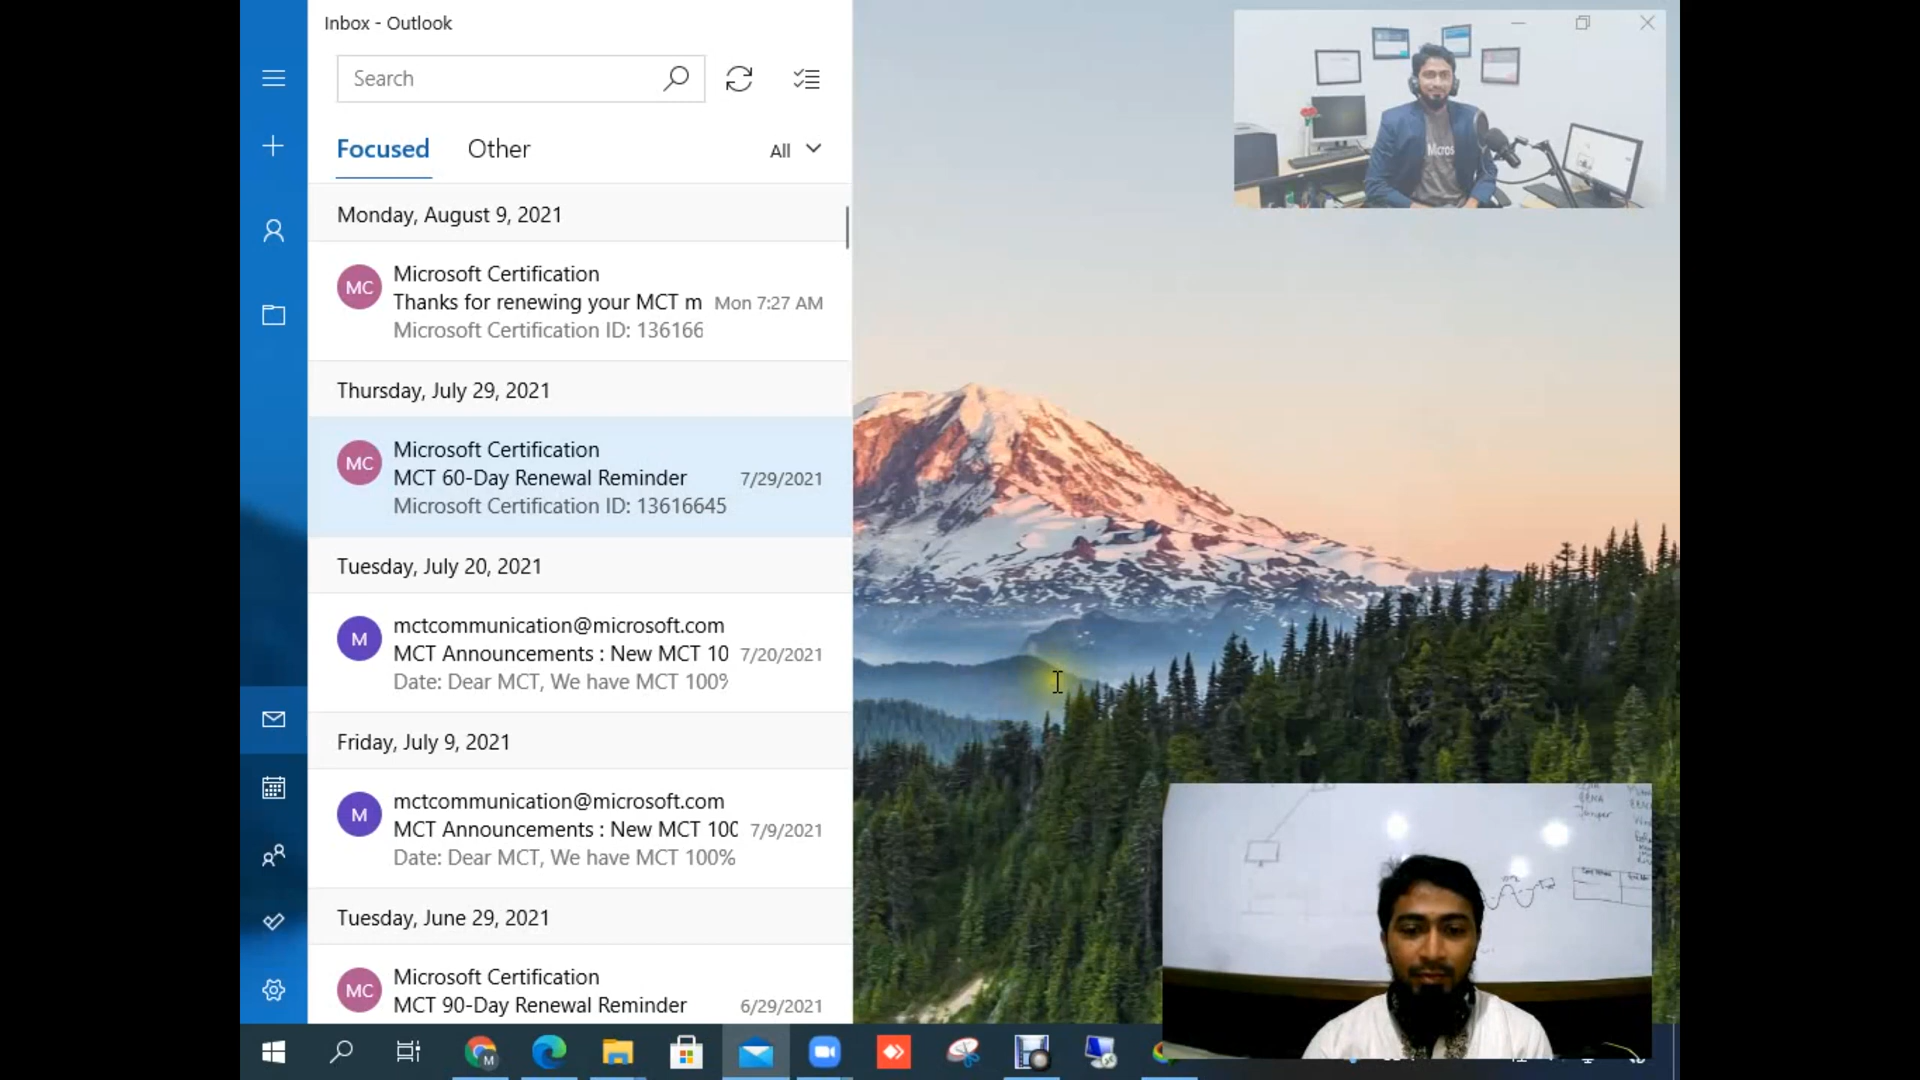 Inbox - Outlook
Search
Focused
Other
All
Monday, August 9, 2021
MC
Microsoft Certification
Thanks for renewing your MCT m
Mon 7:27 AM
Microsoft Certification ID: 136166
Thursday, July 29, 2021
MC
Microsoft Certification
MCT 60-Day Renewal Reminder
7/29/2021
Microsoft Certification ID: 13616645
Tuesday, July 20, 2021
M
mctcommunication@microsoft.com
MCT Announcements : New MCT 10
7/20/2021
Date: Dear MCT, We have MCT 100%
Friday, July 9, 2021
M
mctcommunication@microsoft.com
MCT Announcements : New MCT 100
7/9/2021
Date: Dear MCT, We have MCT 100%
Tuesday, June 29, 2021
MC
Microsoft Certification
MCT 90-Day Renewal Reminder
6/29/2021
Micros
M